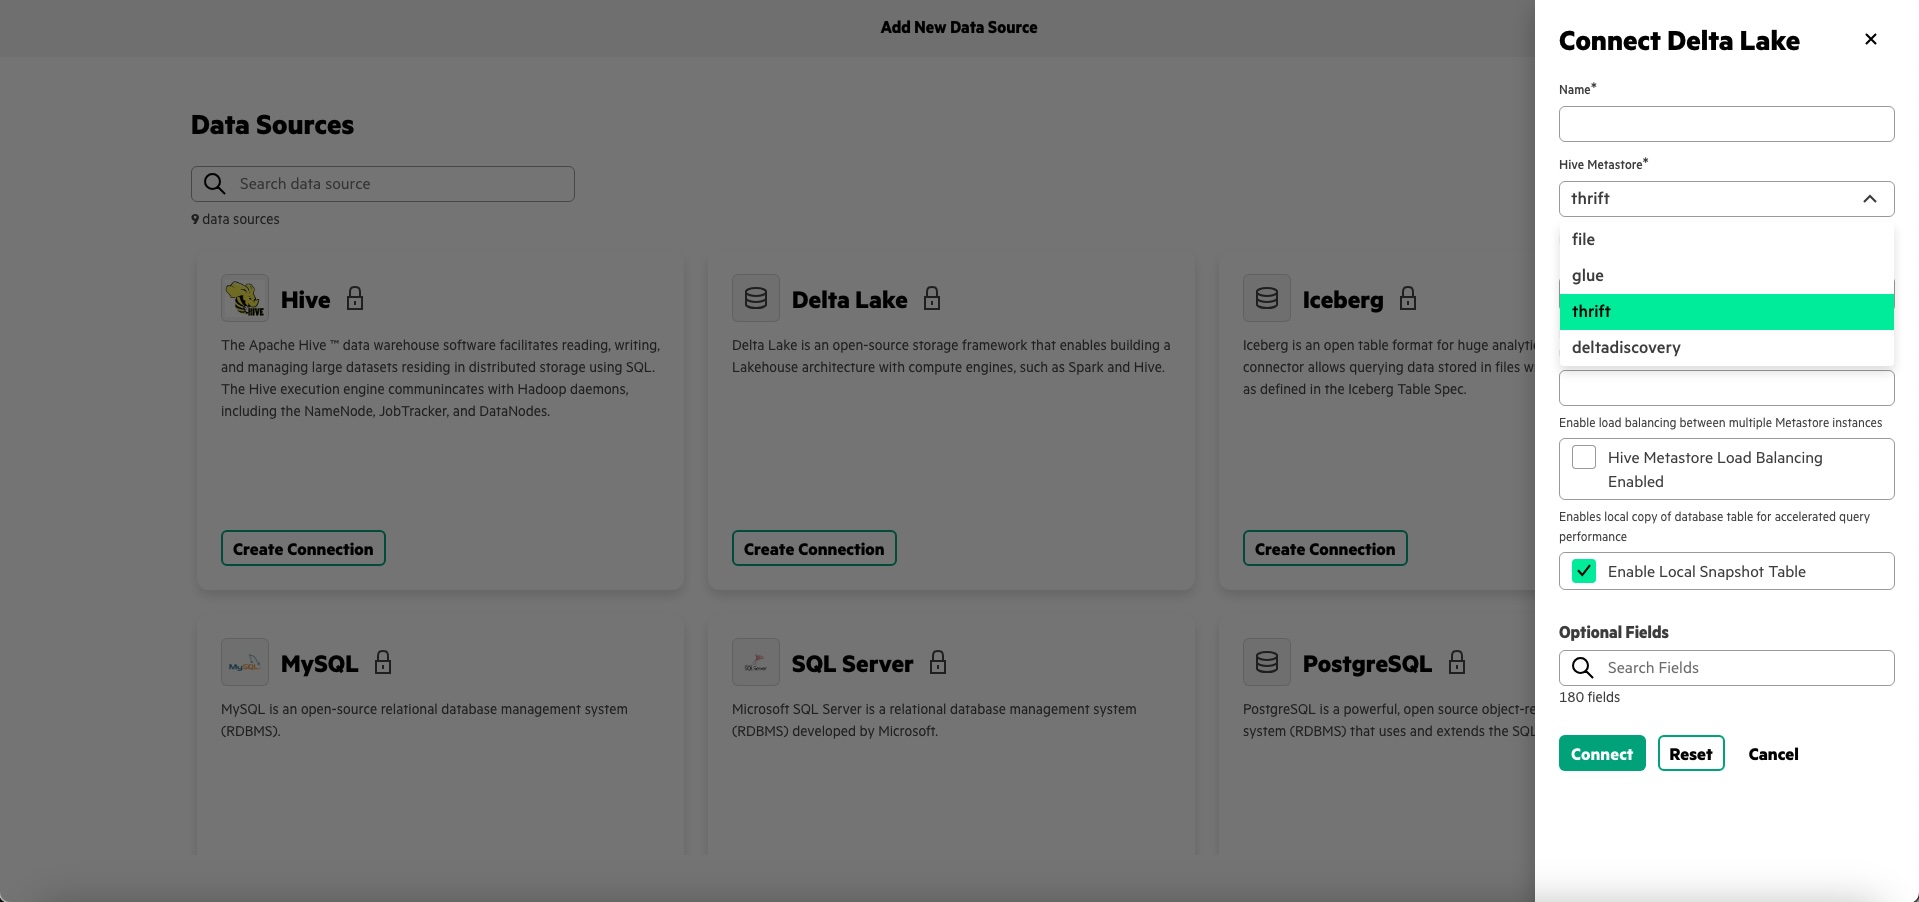 Add New Data Source
Data Sources
Search data source
9 data sources
HIVE
Hive
The Apache Hive ™ data warehouse software facilitates reading, writing,
and managing large datasets residing in distributed storage using SQL.
The Hive execution engine communincates with Hadoop daemons,
including the NameNode, JobTracker, and DataNodes.
Create Connection
Delta Lake
Delta Lake is an open-source storage framework that enables building a
Lakehouse architecture with compute engines, such as Spark and Hive.
Create Connection
Iceberg
Iceberg is an open table format for huge
connector allows querying data stored in files
as defined in the Iceberg Table Spec.
Create Connection
MySQL
MySQL
MySQL is an open-source relational database management system
(RDBMS).
SQL Server
SQL Server
Microsoft SQL Server is a relational database management system
(RDBMS) developed by Microsoft.
PostgreSQL
PostgreSQL is a powerful, open source
system (RDBMS) that uses and extends the SQL
Connect Delta Lake
Name*
Hive Metastore*
thrift
file
glue
thrift
deltadiscovery
Enable load balancing between multiple Metastore instances
Hive Metastore Load Balancing
Enabled
Enables local copy of database table for accelerated query
performance
Enable Local Snapshot Table
Optional Fields
Search Fields
180 fields
Connect
Reset
Cancel